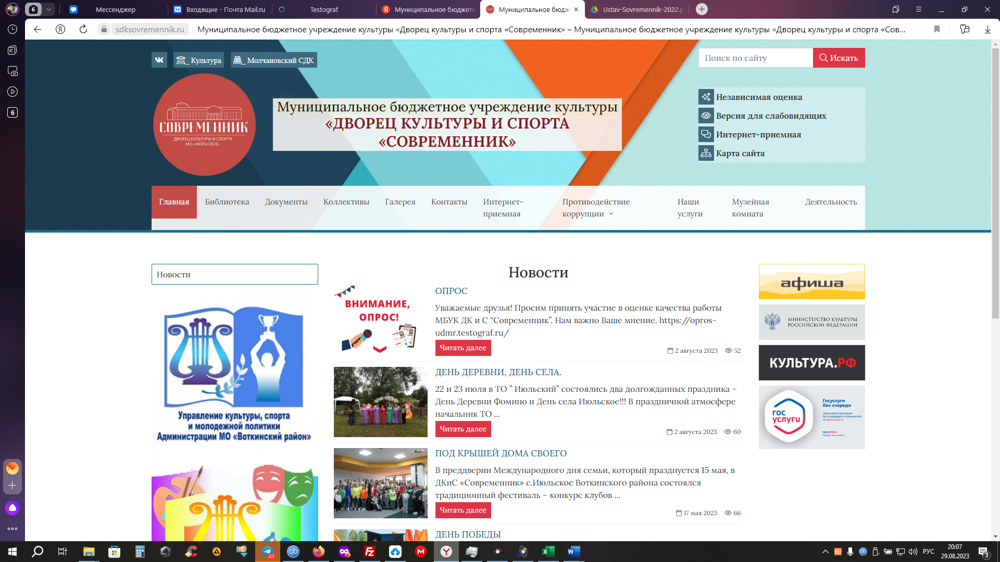 6
Мессенджер
Входящие - Почта Mail.ru
Testograf
Муниципальное бюджетн
Муниципальное бюдж
Ustav-Sovremennik-2022.p
sdksovremennik.ru
Муниципальное бюджетное учреждение культуры «Дворец культуры и спорта «Современник» – Муниципальное бюджетное учреждение культуры «Дворец культуры и спорта «Сов...
6
Культура
Молчановский СДК
Поиск по сайту
Искать
СОВРЕМЕННИК
ДВОРЕЦ КУЛЬТУРЫ И СПОРТА
МО «ИЮЛЬСКОЕ»
Муниципальное бюджетное учреждение культуры
«ДВОРЕЦ КУЛЬТУРЫ И СПОРТА
«СОВРЕМЕННИК»
Независимая оценка
Версия для слабовидящих
Интернет-приемная
Карта сайта
Главная
Библиотека
Документы
Коллективы
Галерея
Контакты
Интернет-
приемная
Противодействие
коррупции
Наши
услуги
Музейная
комната
Деятельность
Новости
Управление культуры, спорта
и молодежной политики
Администрации МО «Воткинский район»
Новости
ВНИМАНИЕ,
ОПРОС!
ОПРОС
Уважаемые друзья! Просим принять участие в оценке качества работы
МБУК ДК и С “Современник”. Нам важно Ваше мнение. https://opros-
udmr.testograf.ru/
Читать далее
2 августа 2023 52
ДЕНЬ ДЕРЕВНИ, ДЕНЬ СЕЛА.
22 и 23 июля в ТО ” Июльский” состоялись два долгожданных праздника –
День Деревни Фомино и День села Июльское!!! В праздничной атмосфере
начальник ТО ...
Читать далее
2 августа 2023 60
ПОД КРЫШЕЙ ДОМА СВОЕГО
В преддверии Международного дня семьи, который празднуется 15 мая, в
ДКиС «Современник» с.Июльское Воткинского района состоялся
традиционный фестиваль – конкурс клубов ...
Читать далее
17 мая 2023 66
ДЕНЬ ПОБЕДЫ
афиша
МИНИСТЕРСТВО КУЛЬТУРЫ
РОССИЙСКОЙ ФЕДЕРАЦИИ
КУЛЬТУРА.РФ
гос
услуги
Госуслуги
без очереди
Получайте госуслуги
без очередей и сложностей
на gosuslugi.ru
госуслуги
Проще, чем кажется.
60
РУС
20:07
29.08.2023
3